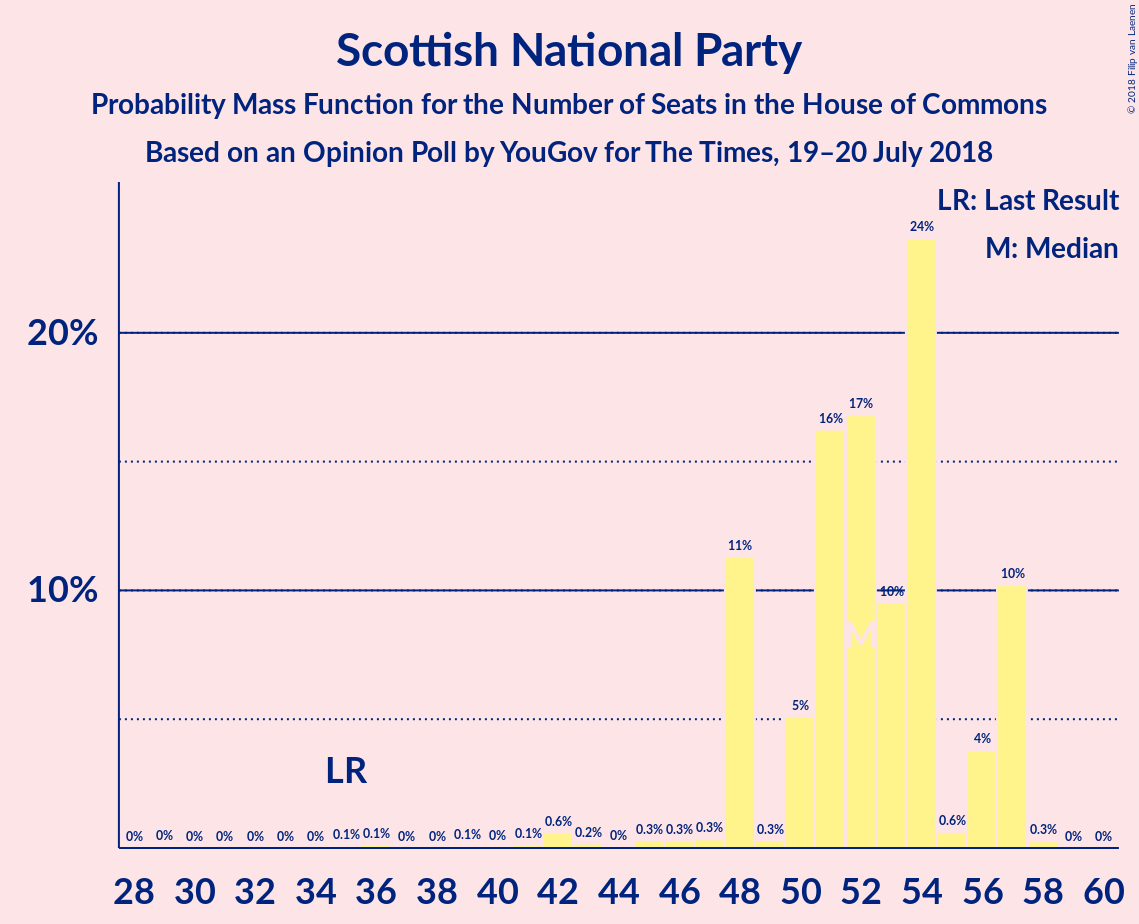 Scottish National Party
Probability Mass Function for the Number of Seats in the House of Commons
Based on an Opinion Poll by YouGov for The Times, 19–20 July 2018
© 2018 Filip van Laenen
LR: Last Result
M: Median
20%
10%
24%
17%
16%
11%
10%
10%
5%
4%
M
LR
0% 0% 0% 0% 0% 0% 0% 0.1% 0.1% 0% 0% 0.1% 0% 0.1% 0.6% 0.2% 0% 0.3% 0.3% 0.3% 0.3% 0.6% 0.3% 0% 0%
28 30 32 34 36 38 40 42 44 46 48 50 52 54 56 58 60